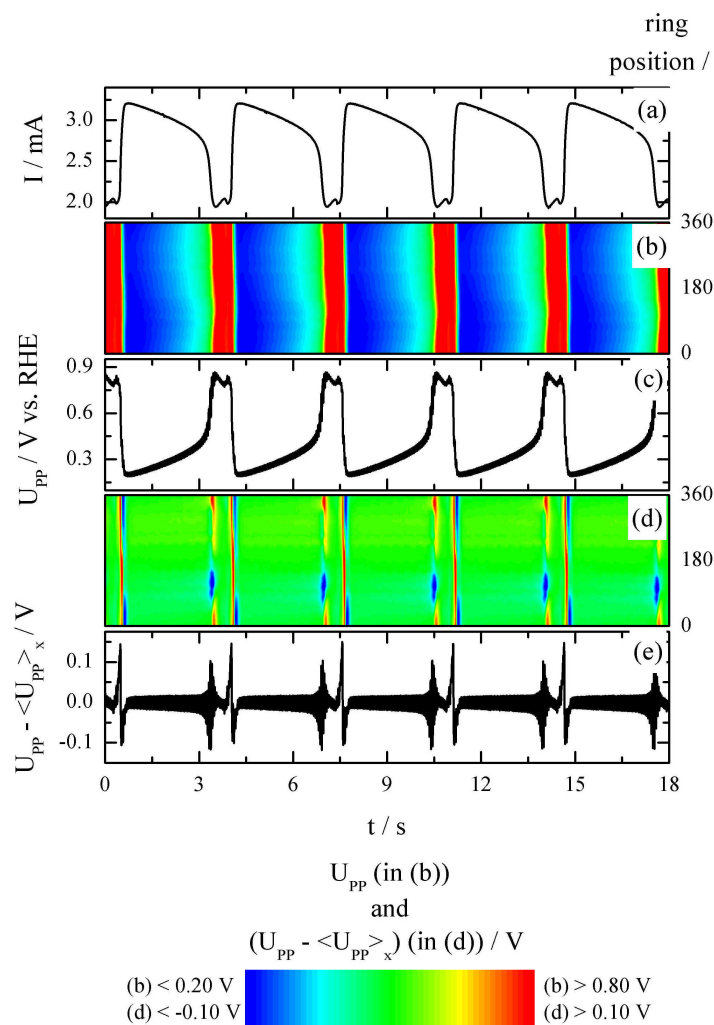 ring
position /
(a)
3.0
2.5
2.0
I / mA
(b)
360
180
0
(c)
0.9
0.6
0.3
U_PP / V vs. RHE
(d)
360
180
0
(e)
0.1
0.0
-0.1
U_PP - <U_PP>_x / V
0 3 6 9 12 15 18
t / s
U_PP (in (b))
and
(U_PP - <U_PP>_x) (in (d)) / V
(b) < 0.20 V (b) > 0.80 V
(d) < -0.10 V (d) > 0.10 V